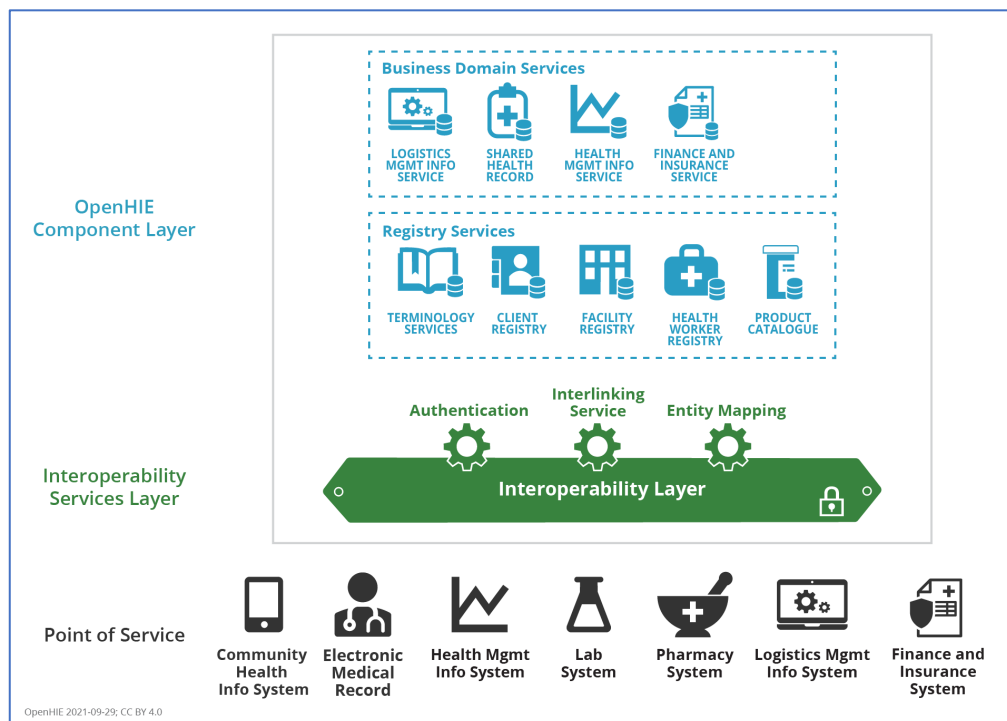 Business Domain Services
LOGISTICS
MGMT INFO
SERVICE
SHARED
HEALTH
RECORD
HEALTH
MGMT INFO
SERVICE
FINANCE AND
INSURANCE
SERVICE
OpenHIE
Component Layer
Registry Services
TERMINOLOGY
SERVICES
CLIENT
REGISTRY
FACILITY
REGISTRY
HEALTH
WORKER
REGISTRY
PRODUCT
CATALOGUE
Authentication
Interlinking
Service
Entity Mapping
Interoperability
Services Layer
Interoperability Layer
Point of Service
Community
Health
Info System
Electronic
Medical
Record
Health Mgmt
Info System
Lab
System
Pharmacy
System
Logistics Mgmt
Info System
Finance and
Insurance
System
OpenHIE 2021-09-29; CC BY 4.0